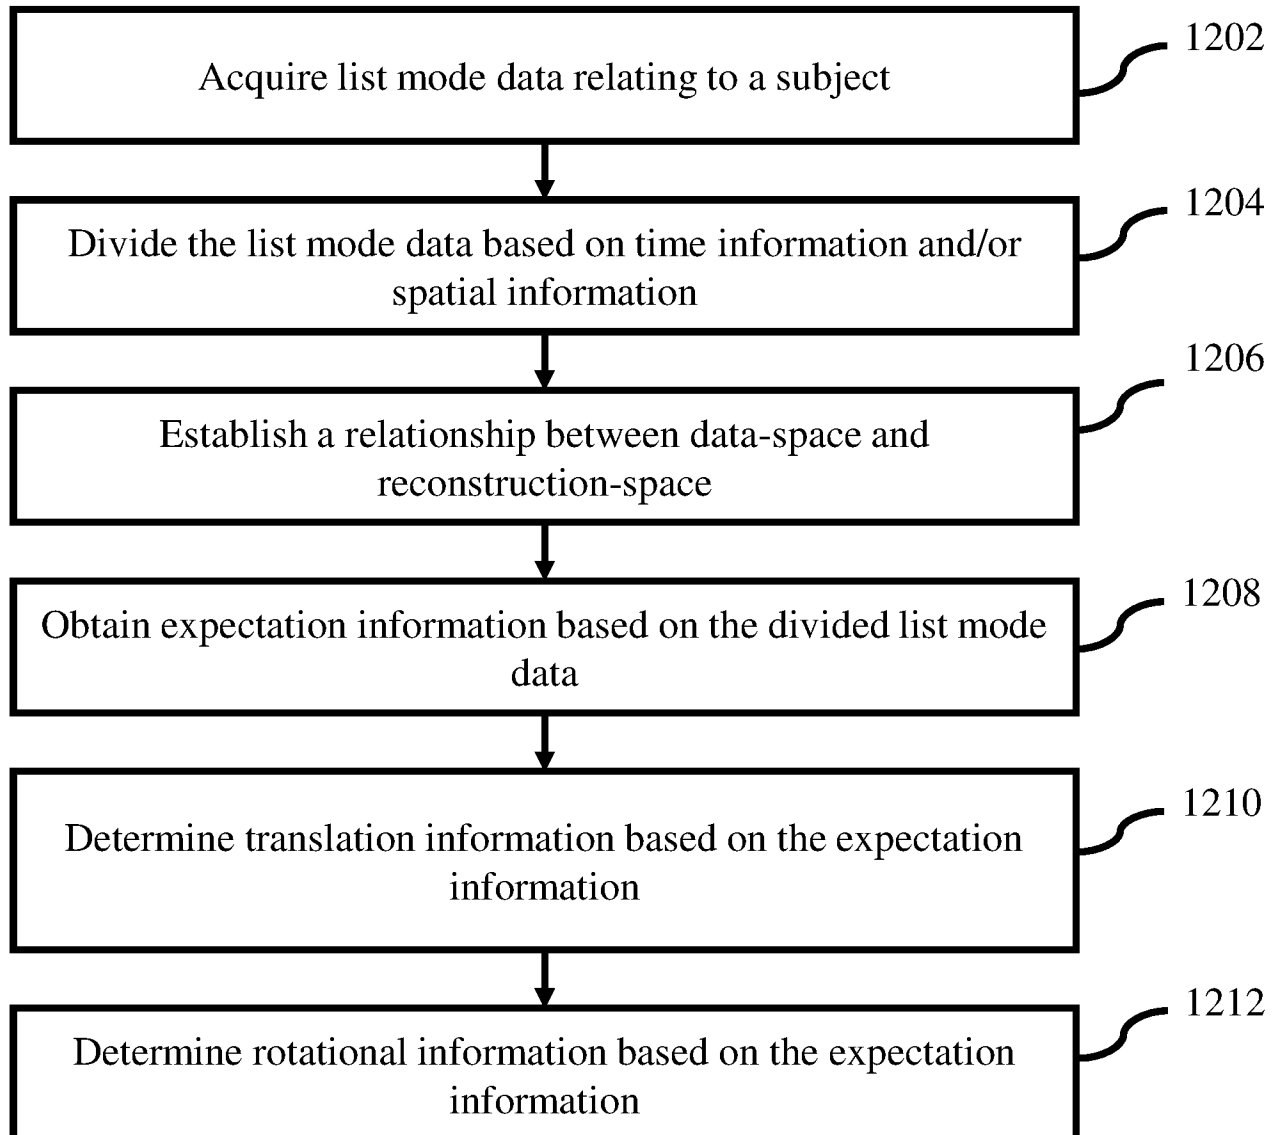 Acquire list mode data relating to a subject
1202
Divide the list mode data based on time information and/or
spatial information
1204
Establish a relationship between data-space and
reconstruction-space
1206
Obtain expectation information based on the divided list mode
data
1208
Determine translation information based on the expectation
information
1210
Determine rotational information based on the expectation
information
1212